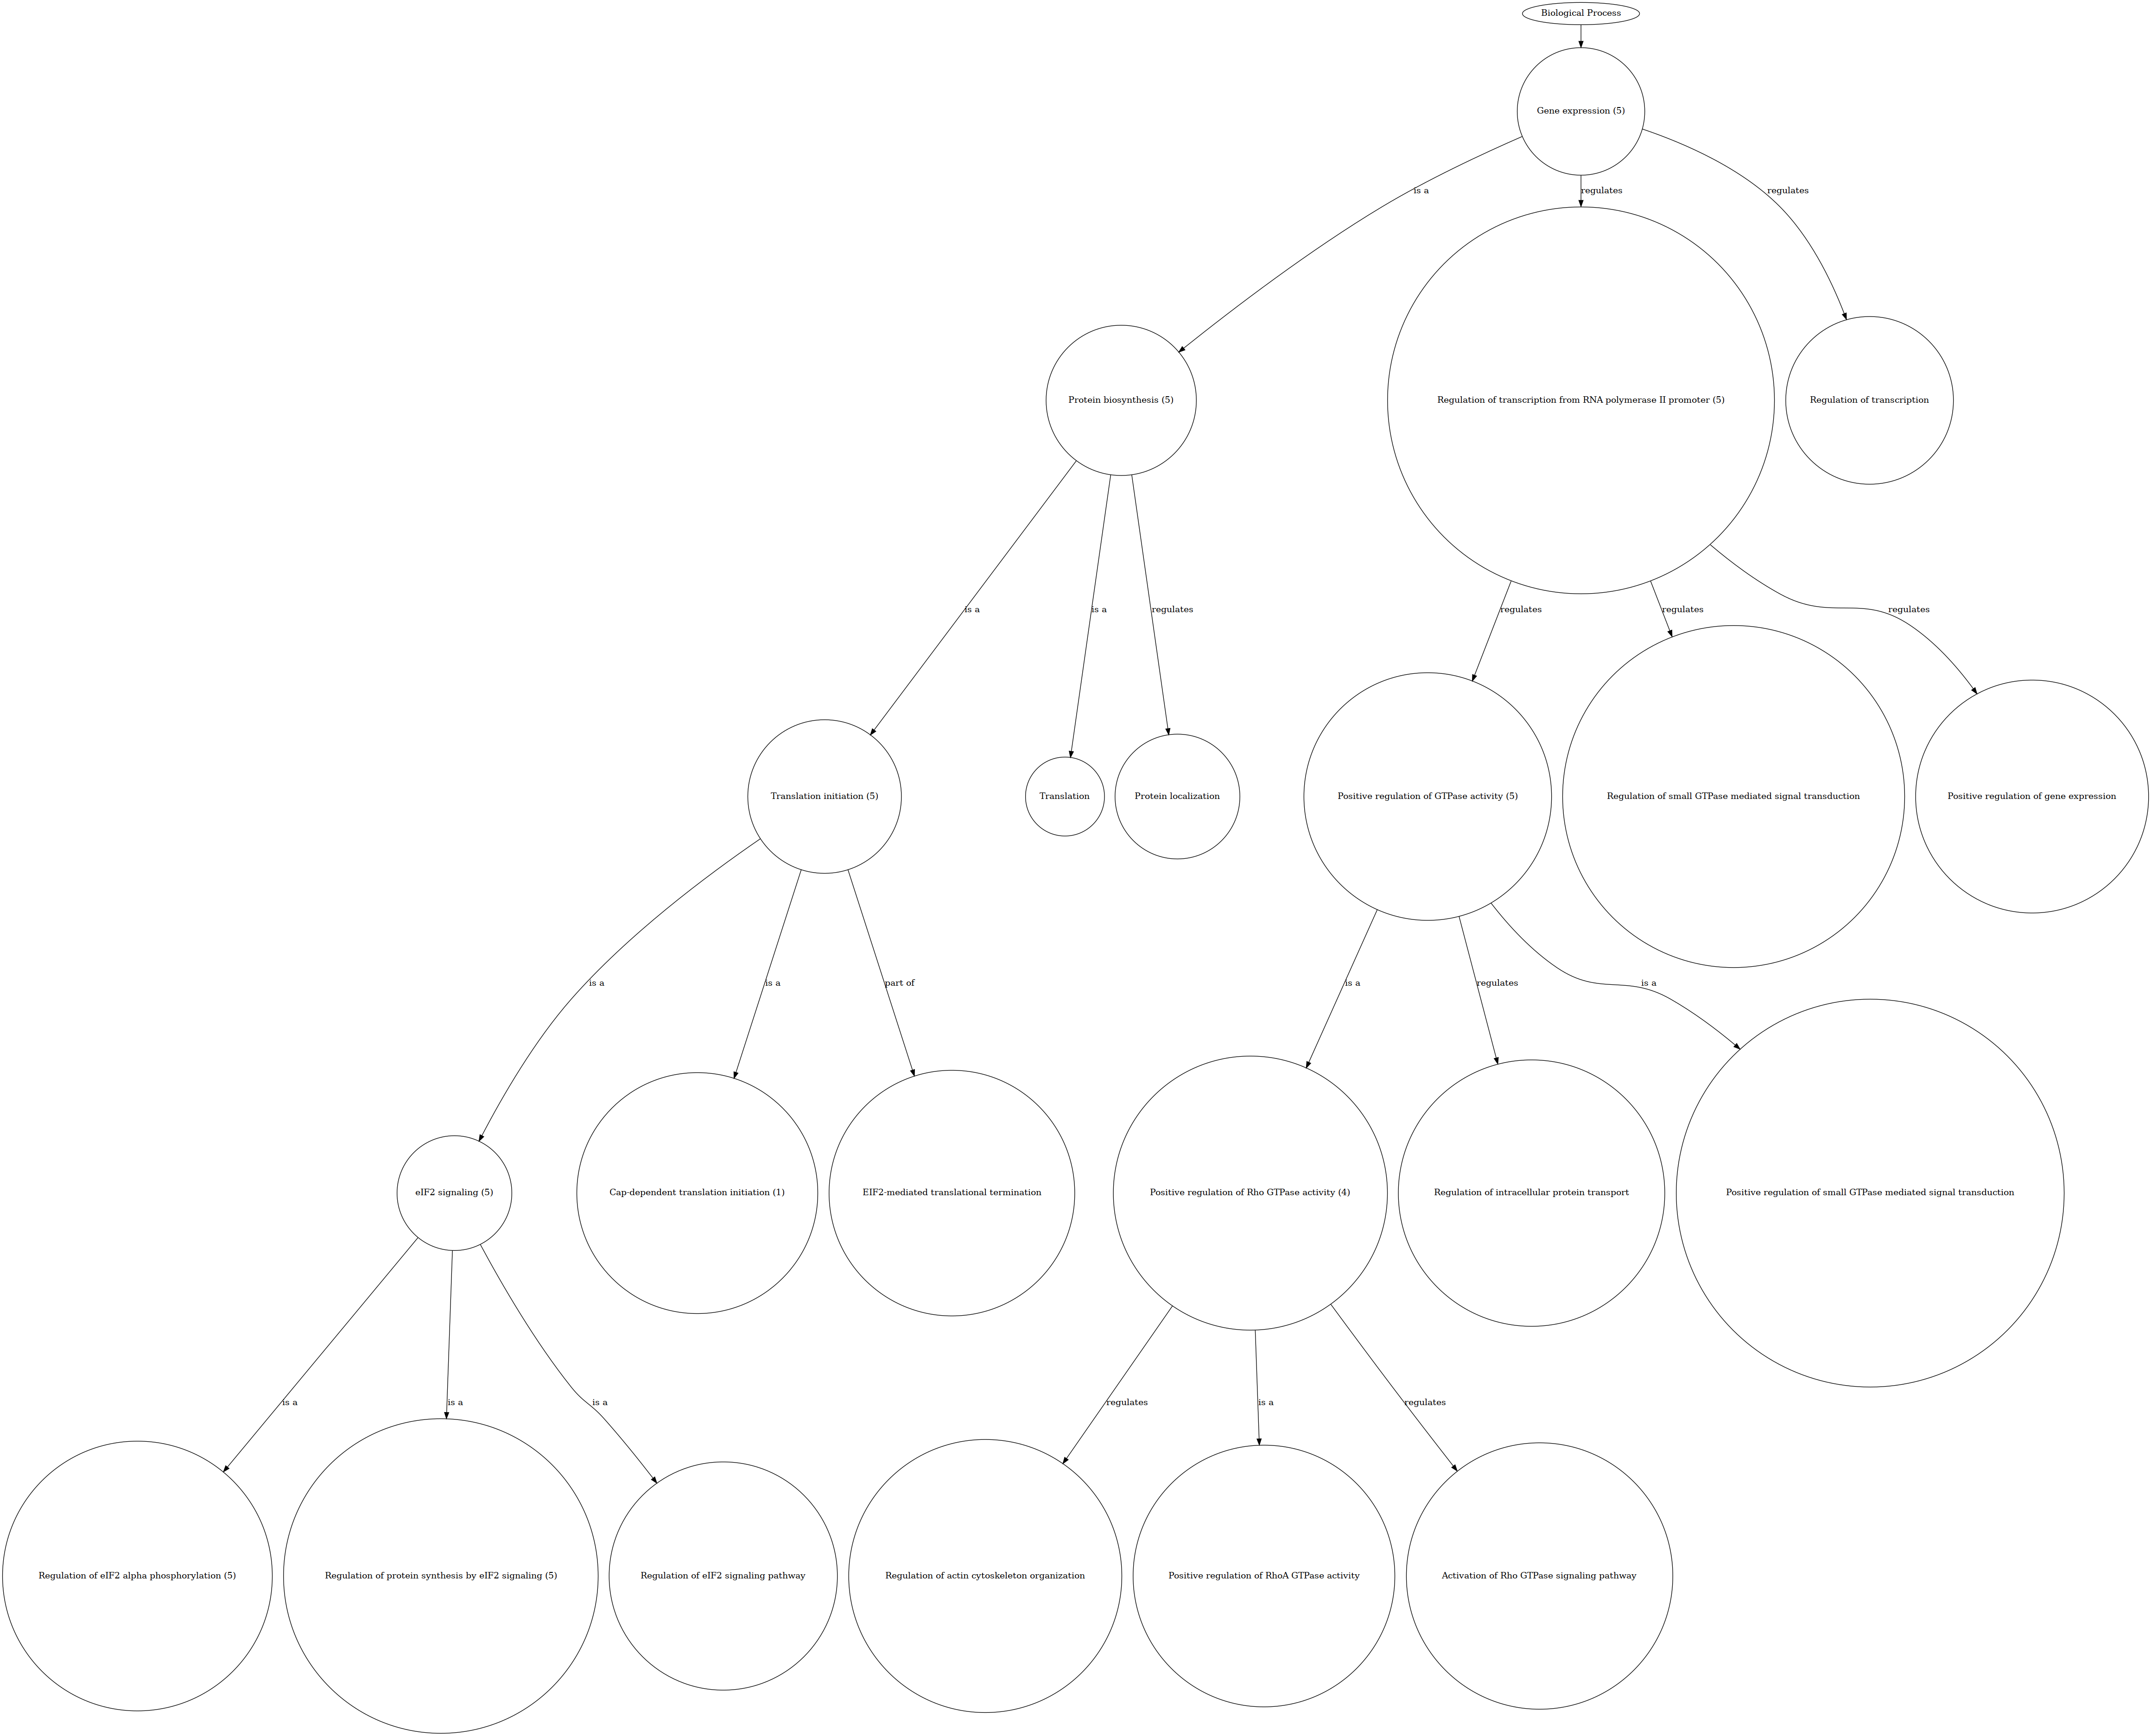 Biological Process
Gene expression (5)
is a
regulates
regulates
Protein biosynthesis (5)
Regulation of transcription from RNA polymerase II promoter (5)
Regulation of transcription
is a
is a
regulates
regulates
regulates
regulates
Translation initiation (5)
Translation
Protein localization
Positive regulation of GTPase activity (5)
Regulation of small GTPase mediated signal transduction
Positive regulation of gene expression
is a
is a
part of
is a
regulates
is a
eIF2 signaling (5)
Cap-dependent translation initiation (1)
EIF2-mediated translational termination
Positive regulation of Rho GTPase activity (4)
Regulation of intracellular protein transport
Positive regulation of small GTPase mediated signal transduction
is a
is a
is a
regulates
is a
regulates
Regulation of eIF2 alpha phosphorylation (5)
Regulation of protein synthesis by eIF2 signaling (5)
Regulation of eIF2 signaling pathway
Regulation of actin cytoskeleton organization
Positive regulation of RhoA GTPase activity
Activation of Rho GTPase signaling pathway